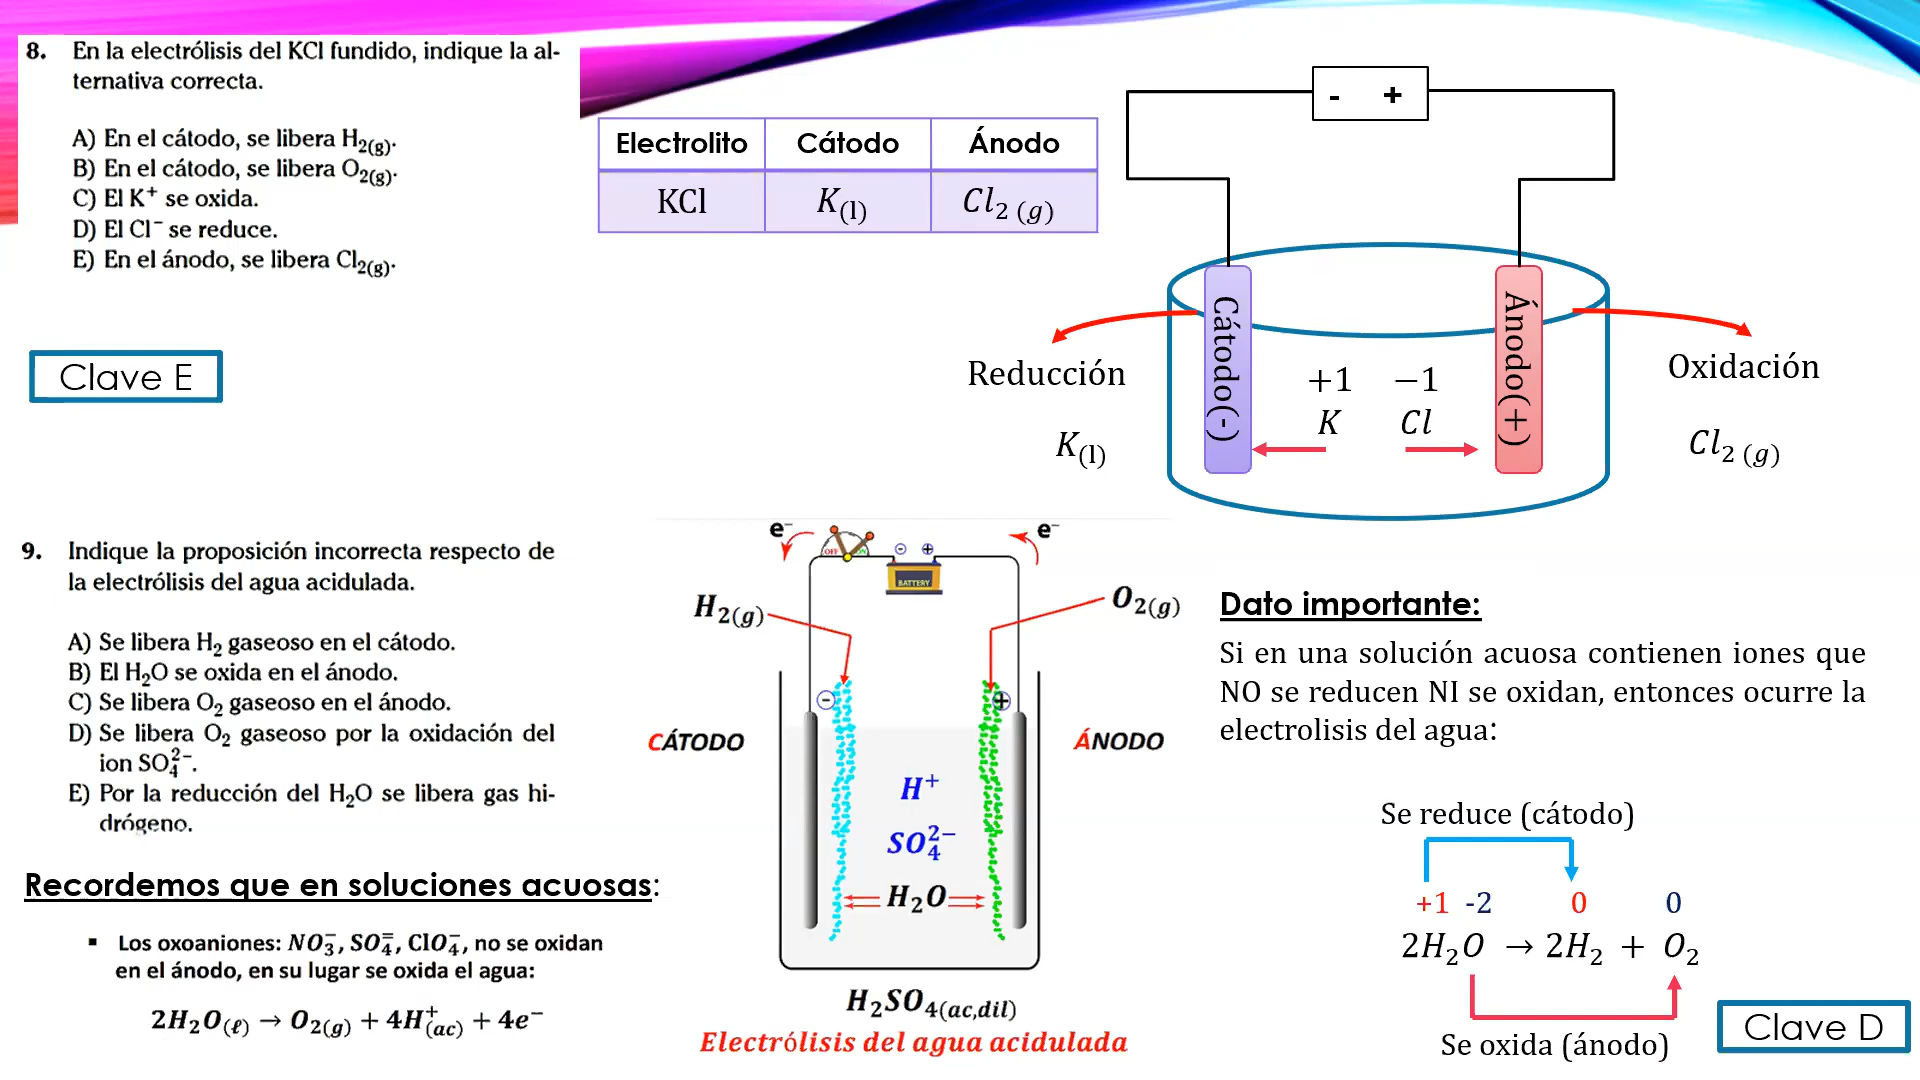 8. En la electrólisis del KCl fundido, indique la al-
ternativa correcta.
A) En el cátodo, se libera H₂(g).
B) En el cátodo, se libera O₂(g).
C) El K⁺ se oxida.
D) El Cl⁻ se reduce.
E) En el ánodo, se libera Cl₂(g).
Clave E
Electrolito Cátodo Ánodo
KCl K(l) Cl₂ (g)
- +
Cátodo(-)
Ánodo(+)
Reducción
K(l)
+1 −1
K Cl
Oxidación
Cl₂ (g)
9. Indique la proposición incorrecta respecto de
la electrólisis del agua acidulada.
A) Se libera H₂ gaseoso en el cátodo.
B) El H₂O se oxida en el ánodo.
C) Se libera O₂ gaseoso en el ánodo.
D) Se libera O₂ gaseoso por la oxidación del
ion SO₄²⁻.
E) Por la reducción del H₂O se libera gas hi-
drógeno.
Recordemos que en soluciones acuosas:
▪ Los oxoaniones: NO₃⁻, SO₄⁼, ClO₄⁻, no se oxidan
en el ánodo, en su lugar se oxida el agua:
2H₂O(ℓ) → O₂(g) + 4H⁺(ac) + 4e⁻
e⁻ e⁻
OFF ON
- +
BATTERY
H₂(g) O₂(g)
- +
CÁTODO ÁNODO
H⁺
SO₄²⁻
H₂O
H₂SO₄(ac,dil)
Electrólisis del agua acidulada
Dato importante:
Si en una solución acuosa contienen iones que
NO se reducen NI se oxidan, entonces ocurre la
electrolisis del agua:
Se reduce (cátodo)
+1 -2 0 0
2H₂O → 2H₂ + O₂
Se oxida (ánodo)
Clave D